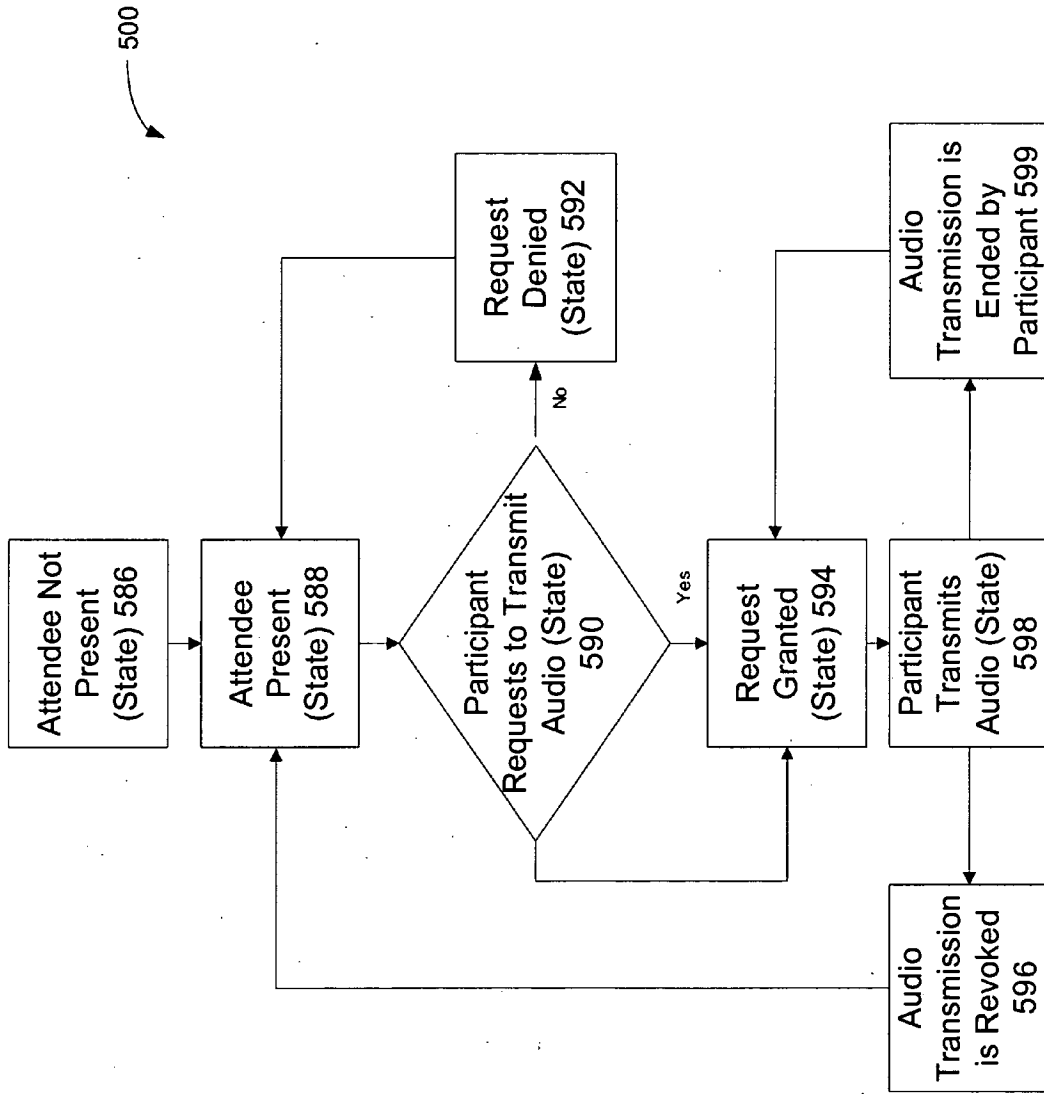 500
Attendee Not
Present
(State) 586
Attendee
Present
(State) 588
Participant
Requests to Transmit
Audio (State)
590
No
Request
Denied
(State) 592
Yes
Request
Granted
(State) 594
Participant
Transmits
Audio (State)
598
Audio
Transmission
is Revoked
596
Audio
Transmission is
Ended by
Participant 599